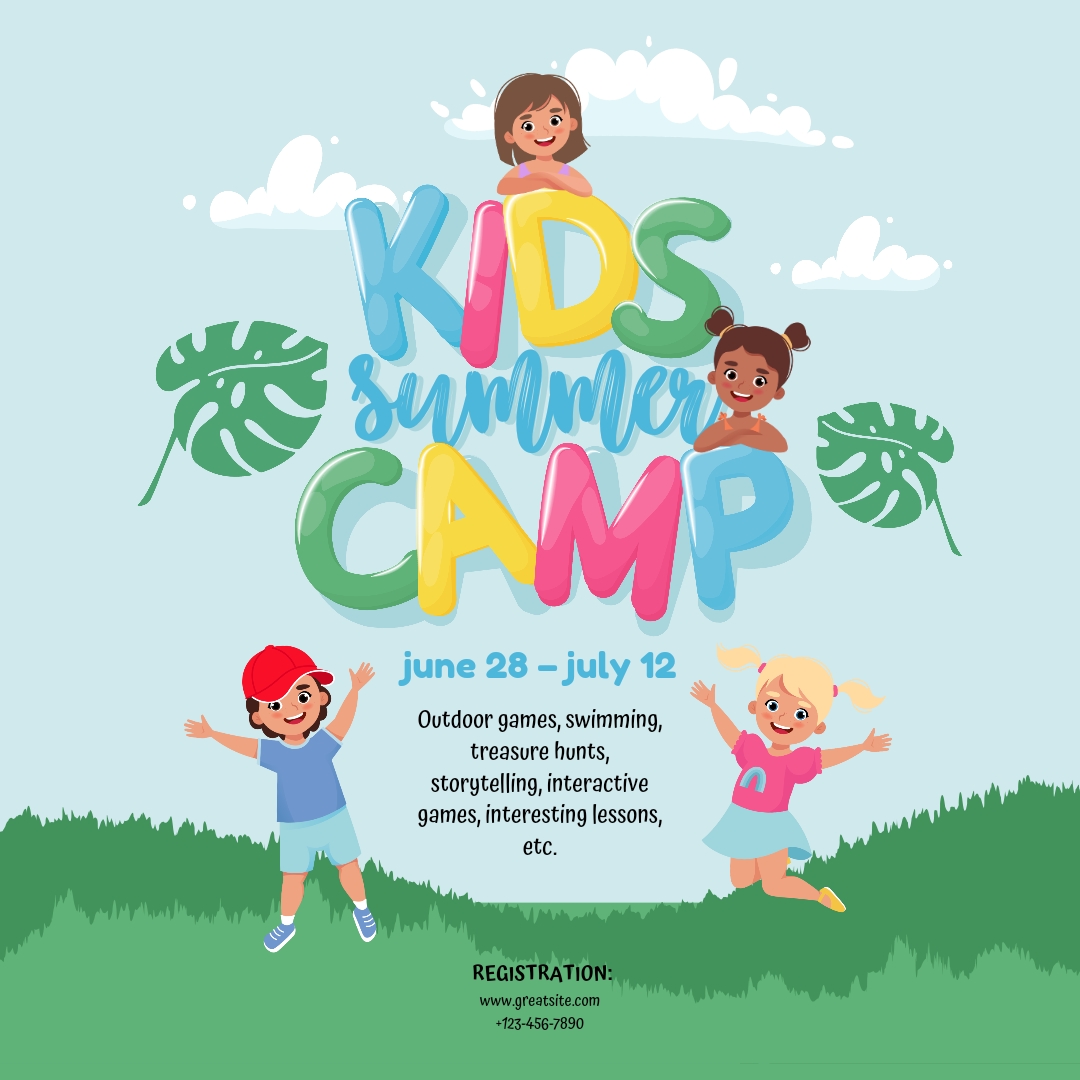 KIDS
summer
CAMP
june 28 – july 12
Outdoor games, swimming,
treasure hunts,
storytelling, interactive
games, interesting lessons,
etc.
REGISTRATION:
www.greatsite.com
+123-456-7890